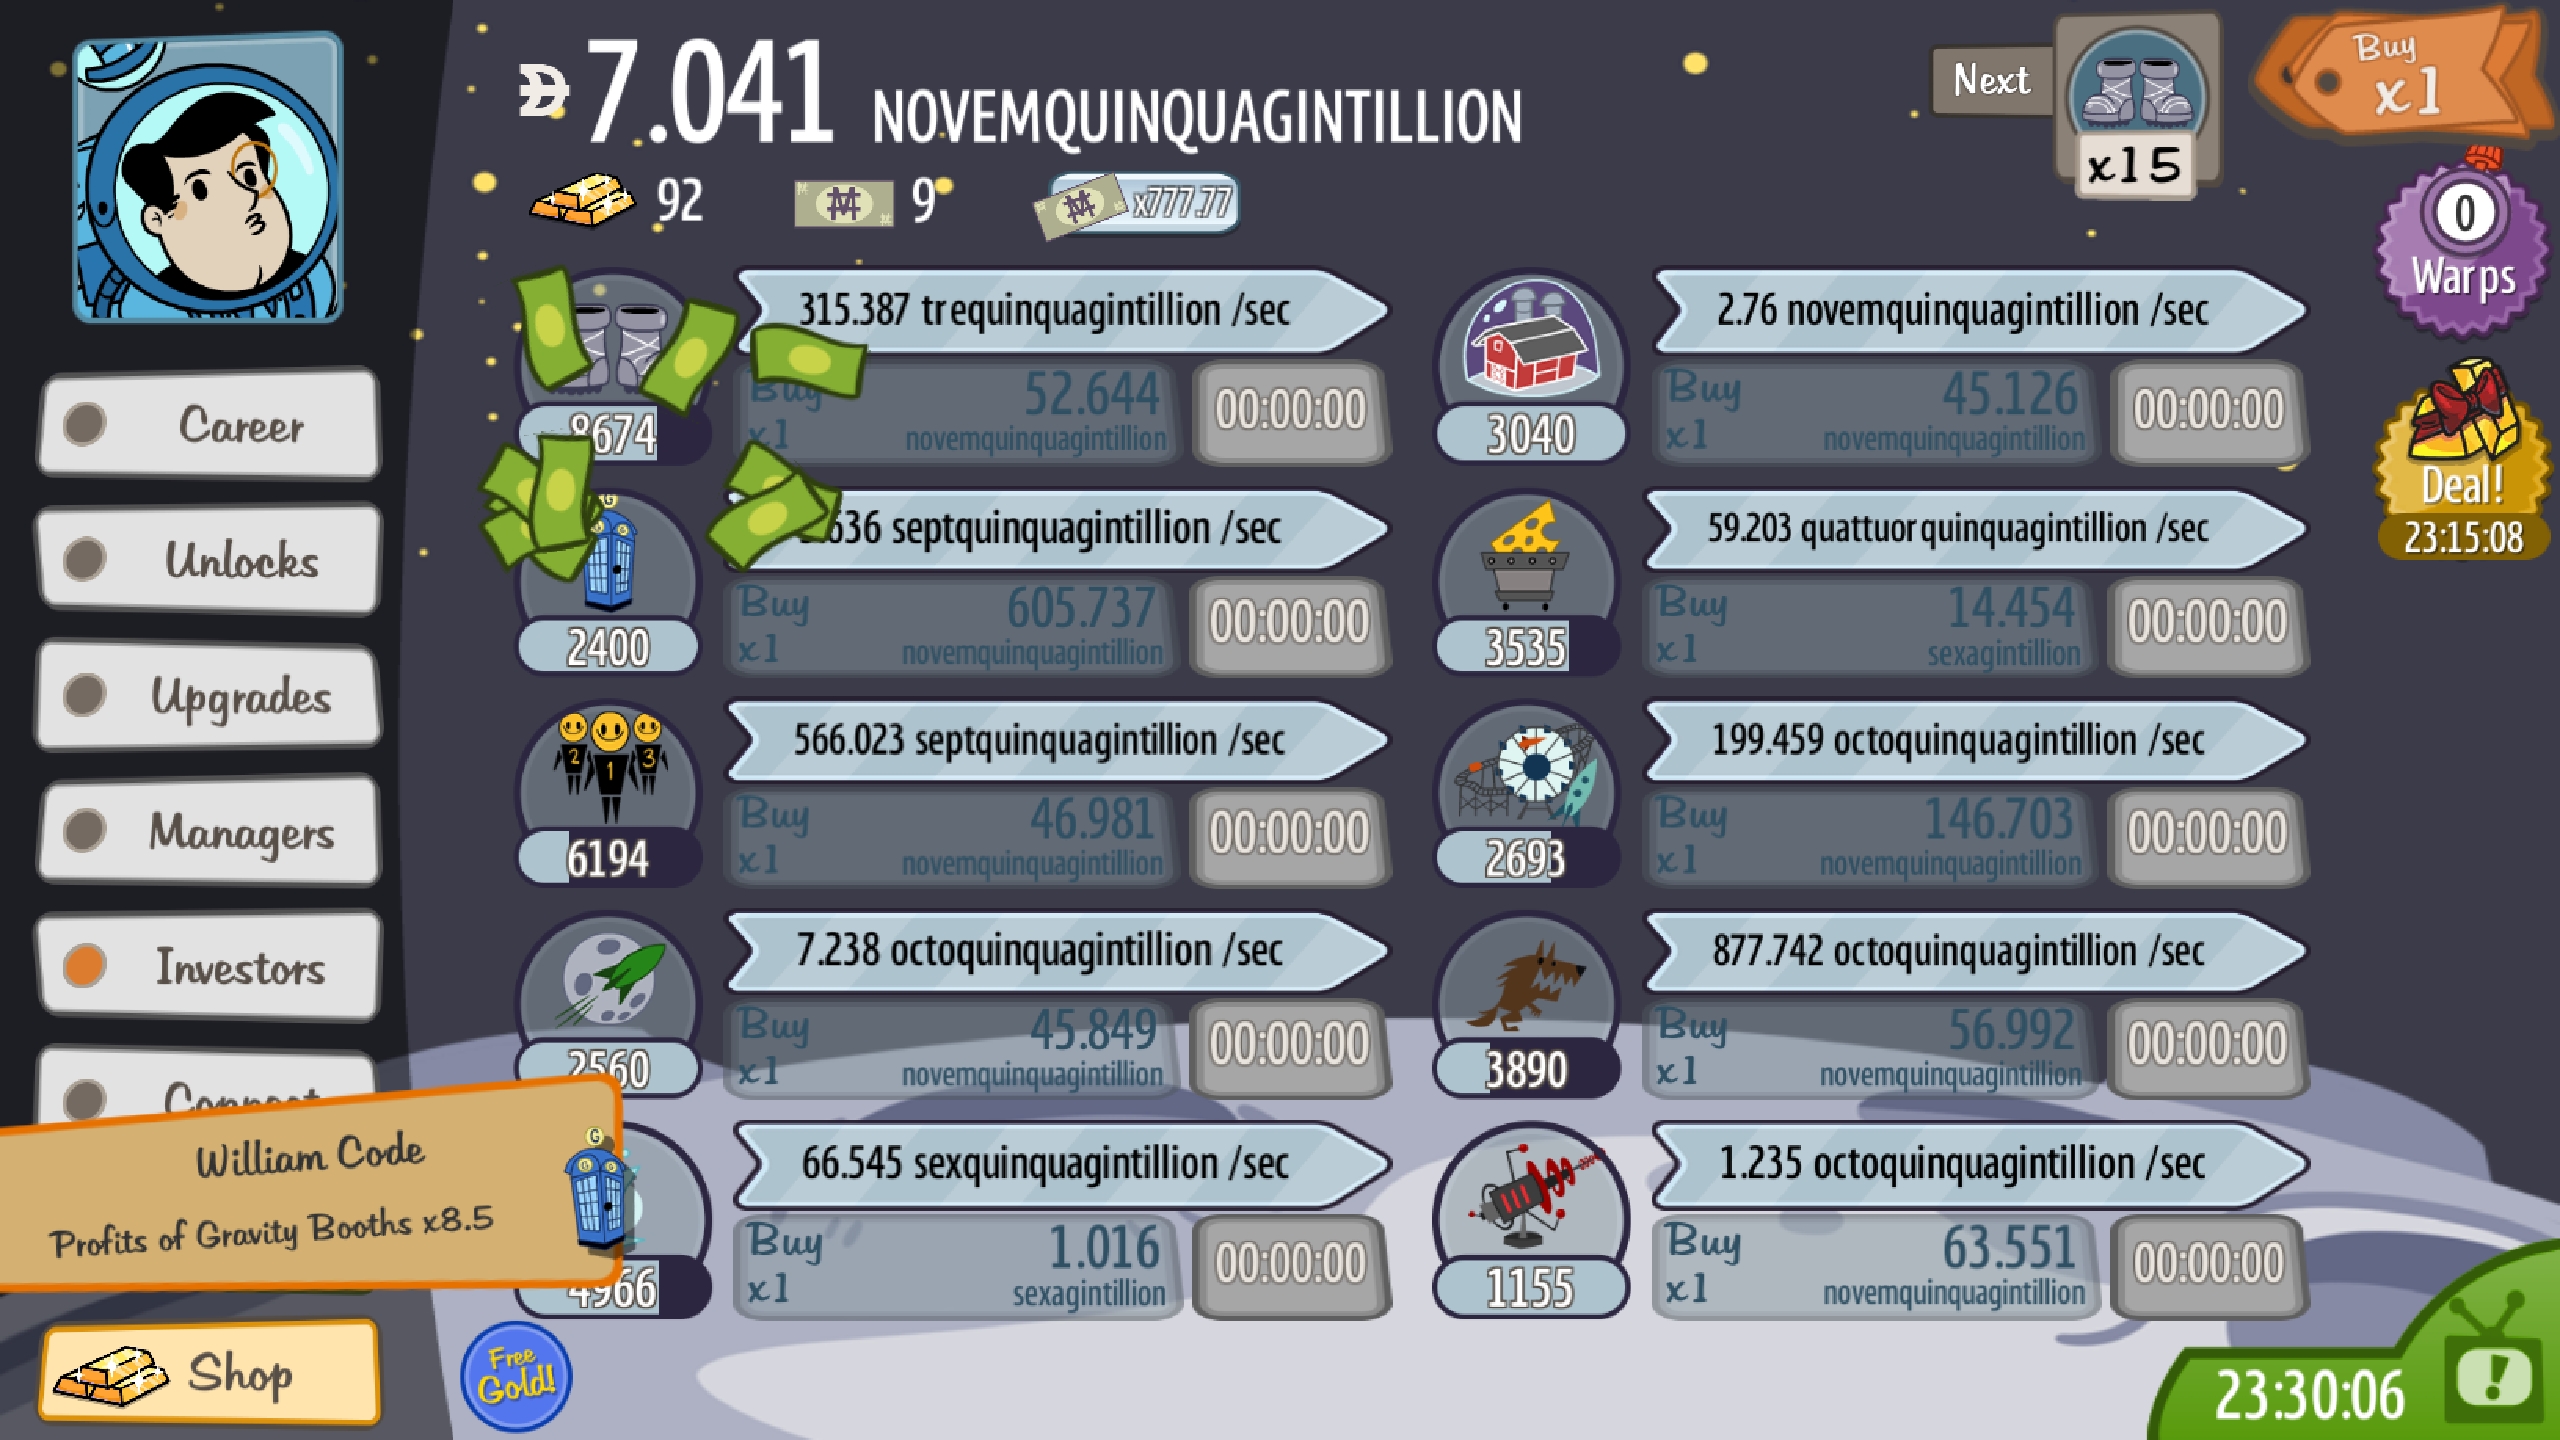 7.041 NOVEMQUINQUAGINTILLION
92
9
x777.77
Next
x15
Buy
x1
0
Warps
Deal!
23:15:08
Career
Unlocks
Upgrades
Managers
Investors
William Code
Profits of Gravity Booths x8.5
Shop
Free
Gold!
315.387 trequinquagintillion /sec
8674
Buy
x1
52.644
novemquinquagintillion
00:00:00
septquinquagintillion /sec
2400
Buy
x1
605.737
novemquinquagintillion
00:00:00
566.023 septquinquagintillion /sec
2 1 3
6194
Buy
x1
46.981
novemquinquagintillion
00:00:00
7.238 octoquinquagintillion /sec
2560
Buy
x1
45.849
novemquinquagintillion
00:00:00
66.545 sexquinquagintillion /sec
4966
Buy
x1
1.016
sexagintillion
00:00:00
2.76 novemquinquagintillion /sec
3040
Buy
x1
45.126
novemquinquagintillion
00:00:00
59.203 quattuorquinquagintillion /sec
3535
Buy
x1
14.454
sexagintillion
00:00:00
199.459 octoquinquagintillion /sec
2693
Buy
x1
146.703
novemquinquagintillion
00:00:00
877.742 octoquinquagintillion /sec
3890
Buy
x1
56.992
novemquinquagintillion
00:00:00
1.235 octoquinquagintillion /sec
1155
Buy
x1
63.551
novemquinquagintillion
00:00:00
23:30:06